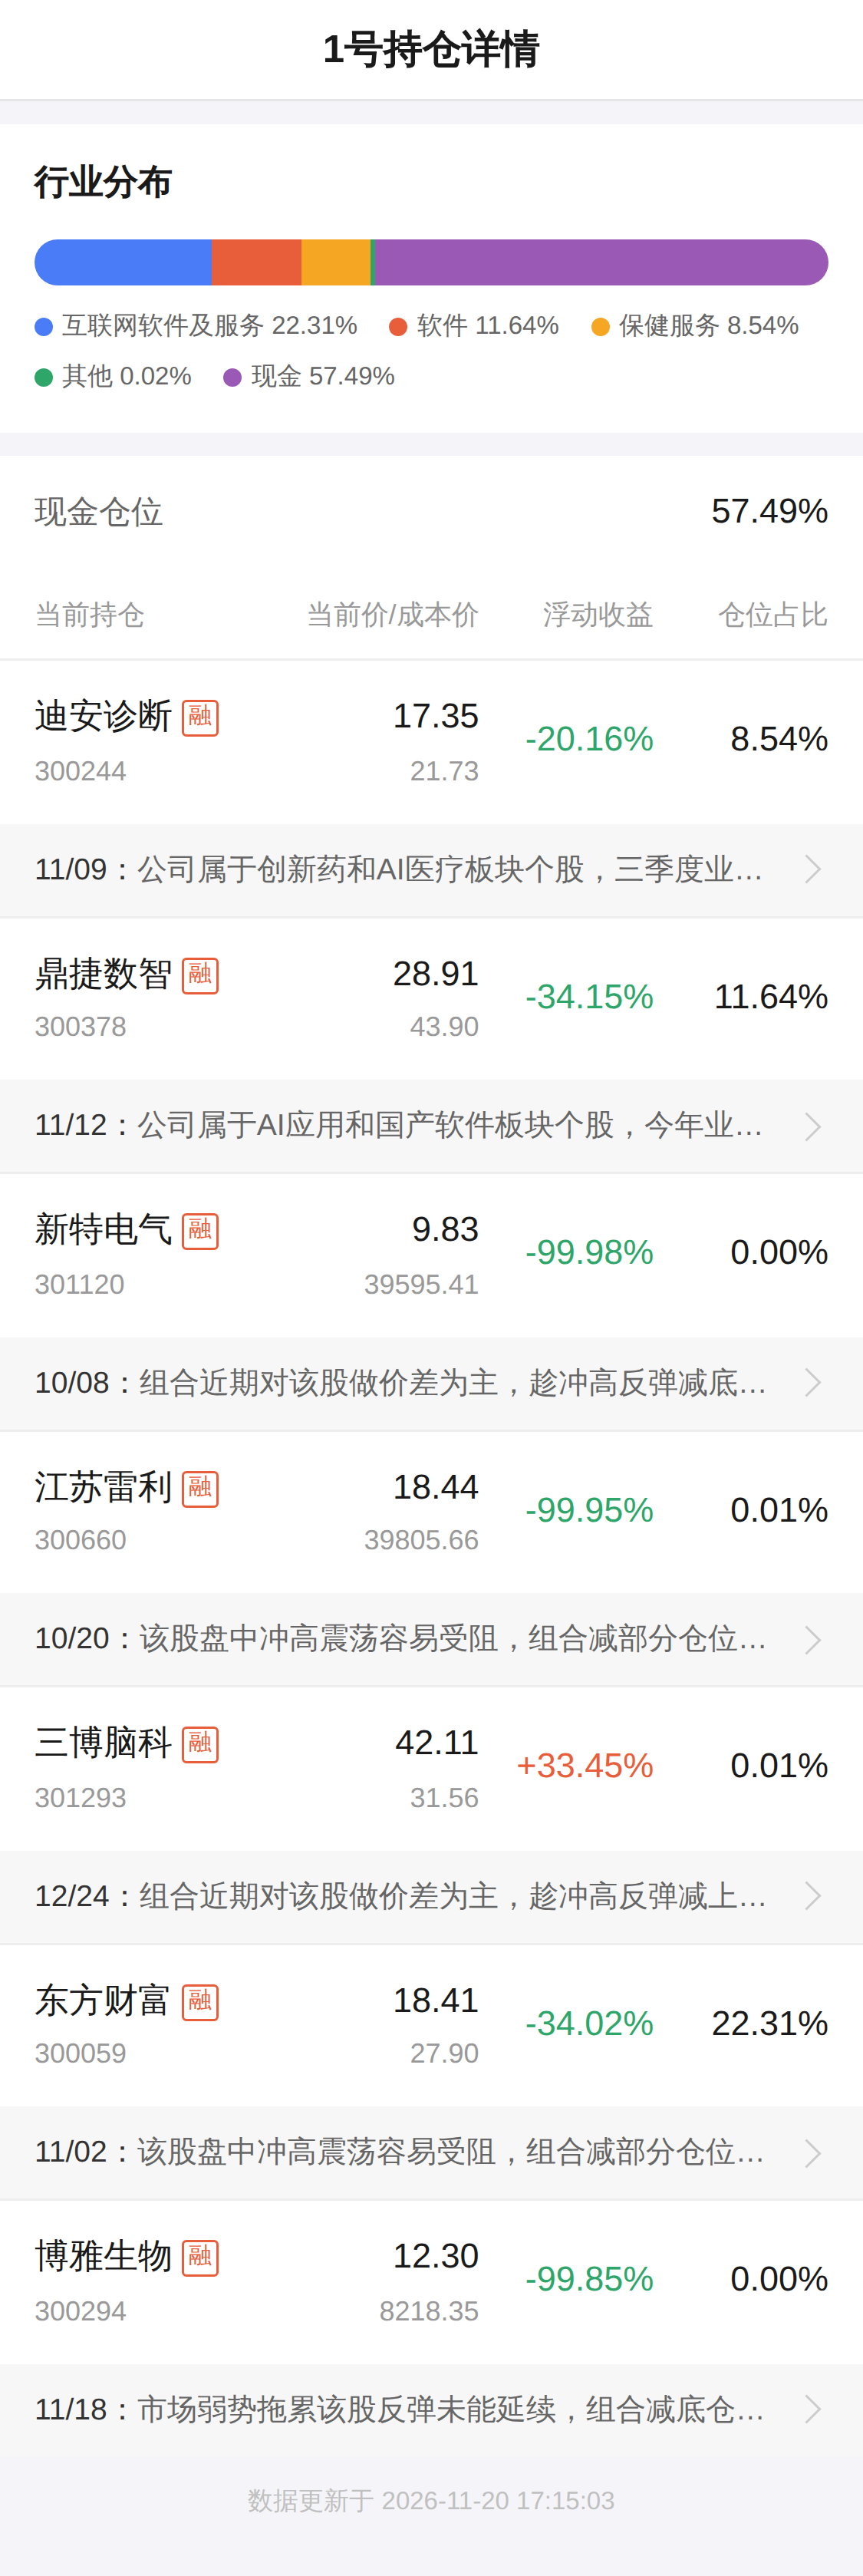 1号持仓详情
行业分布
互联网软件及服务 22.31% 软件 11.64% 保健服务 8.54%
其他 0.02% 现金 57.49%
现金仓位 57.49%
当前持仓 当前价/成本价 浮动收益 仓位占比
迪安诊断 融 17.35 -20.16% 8.54%
300244 21.73
11/09：公司属于创新药和AI医疗板块个股，三季度业…
鼎捷数智 融 28.91 -34.15% 11.64%
300378 43.90
11/12：公司属于AI应用和国产软件板块个股，今年业…
新特电气 融 9.83 -99.98% 0.00%
301120 39595.41
10/08：组合近期对该股做价差为主，趁冲高反弹减底…
江苏雷利 融 18.44 -99.95% 0.01%
300660 39805.66
10/20：该股盘中冲高震荡容易受阻，组合减部分仓位…
三博脑科 融 42.11 +33.45% 0.01%
301293 31.56
12/24：组合近期对该股做价差为主，趁冲高反弹减上…
东方财富 融 18.41 -34.02% 22.31%
300059 27.90
11/02：该股盘中冲高震荡容易受阻，组合减部分仓位…
博雅生物 融 12.30 -99.85% 0.00%
300294 8218.35
11/18：市场弱势拖累该股反弹未能延续，组合减底仓…
数据更新于 2026-11-20 17:15:03